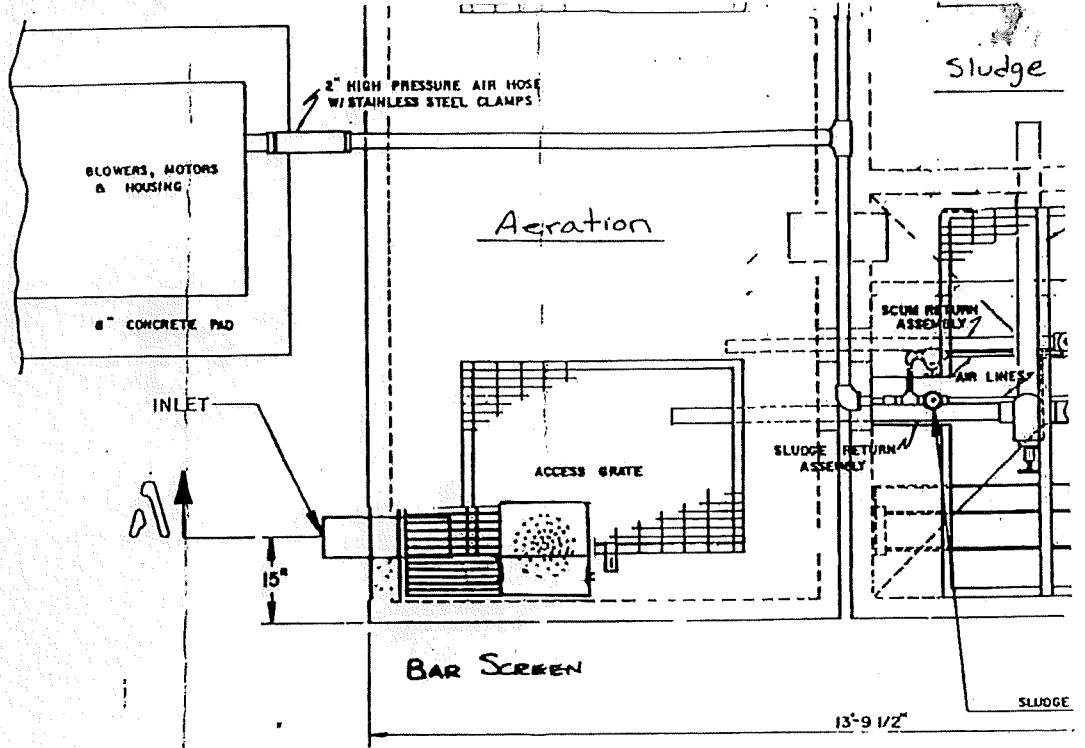 Sludge
2" HIGH PRESSURE AIR HOSE
W/STAINLESS STEEL CLAMPS
BLOWERS, MOTORS
& HOUSING
Aeration
8" CONCRETE PAD
SCUM RETURN
ASSEMBLY
AIR LINES
INLET
SLUDGE RETURN
ASSEMBLY
ACCESS GRATE
A
15"
BAR SCREEN
SLUDGE
13'-9 1/2"